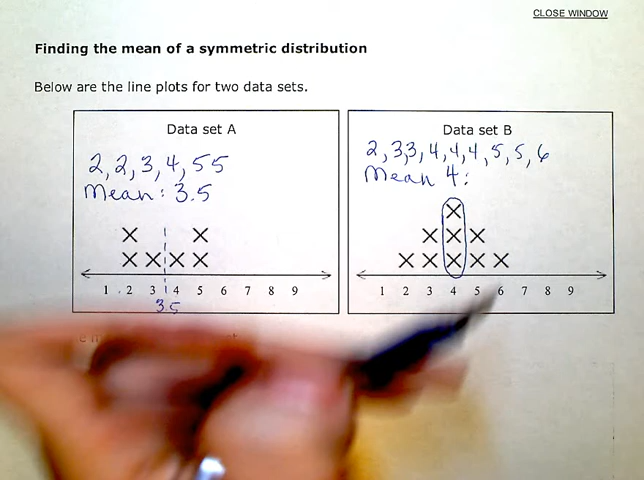 CLOSE WINDOW
Finding the mean of a symmetric distribution
Below are the line plots for two data sets.
Data set A
2, 2, 3, 4, 5 5
Mean: 3.5
1 2 3 4 5 6 7 8 9
3.5
Data set B
2, 3,3, 4, 4, 4, 5, 5, 6
Mean 4:
1 2 3 4 5 6 7 8 9